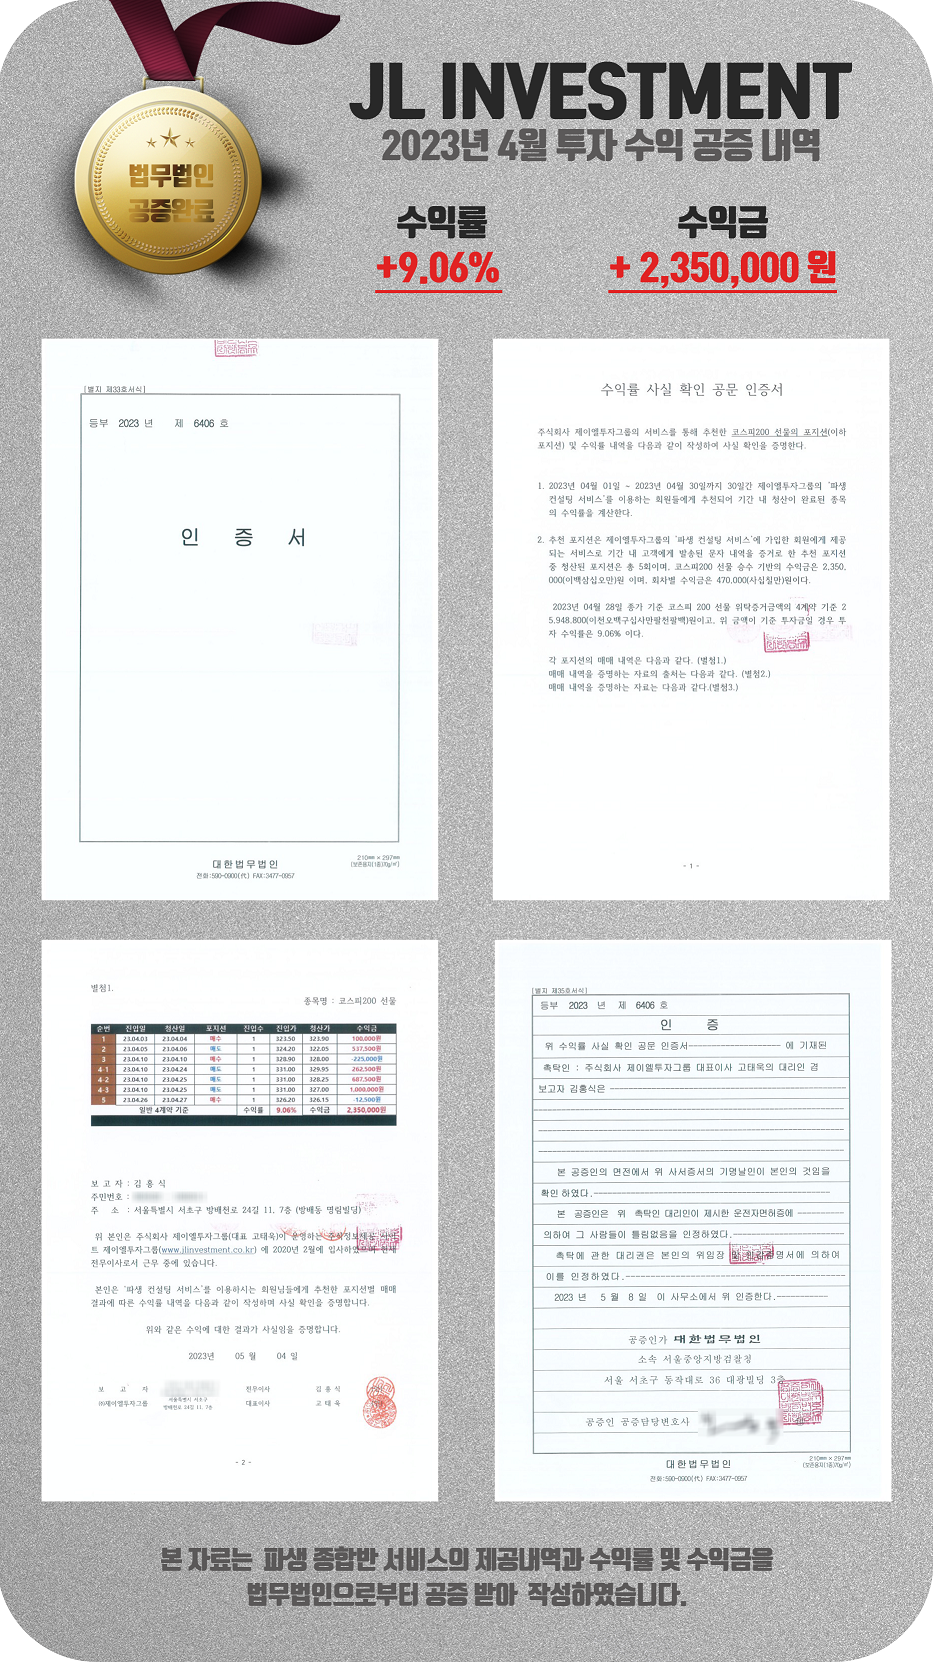 법무법인
공증완료
JL INVESTMENT
2023년 4월 투자 수익 공증 내역
수익률
+9.06%
수익금
+ 2,350,000 원
[별지 제33호서식]
등부 2023 년 제 6406 호
인 증 서
210㎜×297㎜
(보존용지(1종)70g/㎡)
대한법무법인
전화:590-0900(代) FAX:3477-0957
수익률 사실 확인 공문 인증서
주식회사 제이엘투자그룹의 서비스를 통해 추천한 코스피200 선물의 포지션(이하
포지션) 및 수익률 내역을 다음과 같이 작성하여 사실 확인을 증명한다.
1. 2023년 04월 01일 ~ 2023년 04월 30일까지 30일간 제이엘투자그룹의 '파생
컨설팅 서비스'를 이용하는 회원들에게 추천되어 기간 내 청산이 완료된 종목
의 수익률을 계산한다.
2. 추천 포지션은 제이엘투자그룹의 '파생 컨설팅 서비스'에 가입한 회원에게 제공
되는 서비스로 기간 내 고객에게 발송된 문자 내역을 증거로 한 추천 포지션
중 청산된 포지션은 총 5회이며, 코스피200 선물 승수 기반의 수익금은 2,350,
000(이백삼십오만)원 이며, 회차별 수익금은 470,000(사십칠만)원이다.
2023년 04월 28일 종가 기준 코스피 200 선물 위탁증거금액의 4계약 기준 2
5,948,800(이천오백구십사만팔천팔백)원이고, 위 금액이 기준 투자금일 경우 투
자 수익률은 9.06% 이다.
각 포지션의 매매 내역은 다음과 같다. (별첨1.)
매매 내역을 증명하는 자료의 출처는 다음과 같다. (별첨2.)
매매 내역을 증명하는 자료는 다음과 같다.(별첨3.)
- 1 -
별첨1.
종목명 : 코스피200 선물
순번 진입일 청산일 포지션 진입수 진입가 청산가 수익금
1 23.04.03 23.04.04 매수 1 323.50 323.90 100,000원
2 23.04.05 23.04.06 매도 1 324.20 322.05 537,500원
3 23.04.10 23.04.10 매수 1 328.90 328.00 -225,000원
4-1 23.04.10 23.04.24 매도 1 331.00 329.95 262,500원
4-2 23.04.10 23.04.25 매도 1 331.00 328.25 687,500원
4-3 23.04.10 23.04.25 매도 1 331.00 327.00 1,000,000원
5 23.04.26 23.04.27 매수 1 326.20 326.15 -12,500원
일반 4계약 기준 수익률 9.06% 수익금 2,350,000원
보 고 자 : 김 홍 식
주민번호 :
주 소 : 서울특별시 서초구 방배천로 24길 11, 7층 (방배동 명림빌딩)
위 본인은 주식회사 제이엘투자그룹(대표 고태욱)이 운영하는
트 제이엘투자그룹(www.jlinvestment.co.kr) 에 2020년 2월에 입사하였으며 현재
전무이사로서 근무 중에 있습니다.
본인은 '파생 컨설팅 서비스'를 이용하시는 회원님들에게 추천한 포지션별 매매
결과에 따른 수익률 내역을 다음과 같이 작성하며 사실 확인을 증명합니다.
위와 같은 수익에 대한 결과가 사실임을 증명합니다.
2023년 05 월 04 일
보 고 자 전무이사 김 홍 식
㈜제이엘투자그룹 서울특별시 서초구 방배천로 24길 11, 7층 대표이사 고 태 욱
- 2 -
[별지 제35호서식]
등부 2023 년 제 6406 호
인 증
위 수익률 사실 확인 공문 인증서 에 기재된
촉탁인 : 주식회사 제이엘투자그룹 대표이사 고태욱의 대리인 겸
보고자 김홍식은
본 공증인의 면전에서 위 사서증서의 기명날인이 본인의 것임을
확인하였다.
본 공증인은 위 촉탁인 대리인이 제시한 운전자면허증에
의하여 그 사람들이 틀림없음을 인정하였다.
촉탁에 관한 대리권은 본인의 위임장 및 인감증명서에 의하여
이를 인정하였다.
2023 년 5 월 8 일 이 사무소에서 위 인증한다.
공증인가 대한법무법인
소속 서울중앙지방검찰청
서울 서초구 동작대로 36 대광빌딩 3층
공증인 공증담당변호사
210㎜×297㎜
(보존용지(1종)70g/㎡)
대한법무법인
전화:590-0900(代) FAX:3477-0957
본 자료는 파생 종합반 서비스의 제공내역과 수익률 및 수익금을
법무법인으로부터 공증 받아 작성하였습니다.